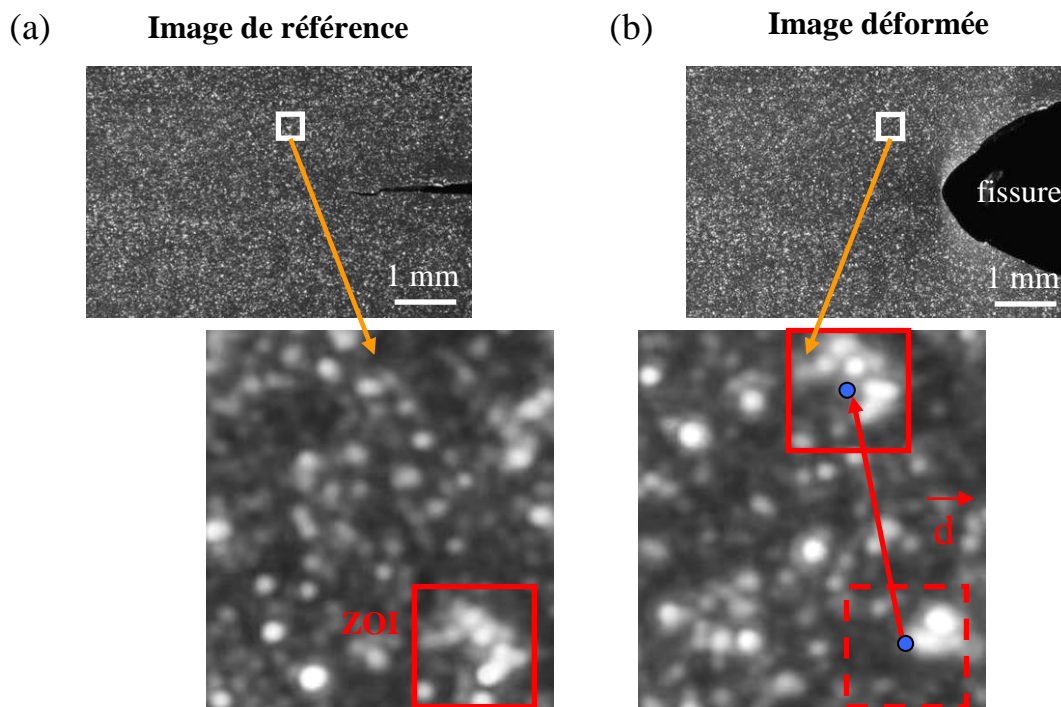 (a)
Image de référence
(b)
Image déformée
1 mm
fissure
1 mm
ZOI
d